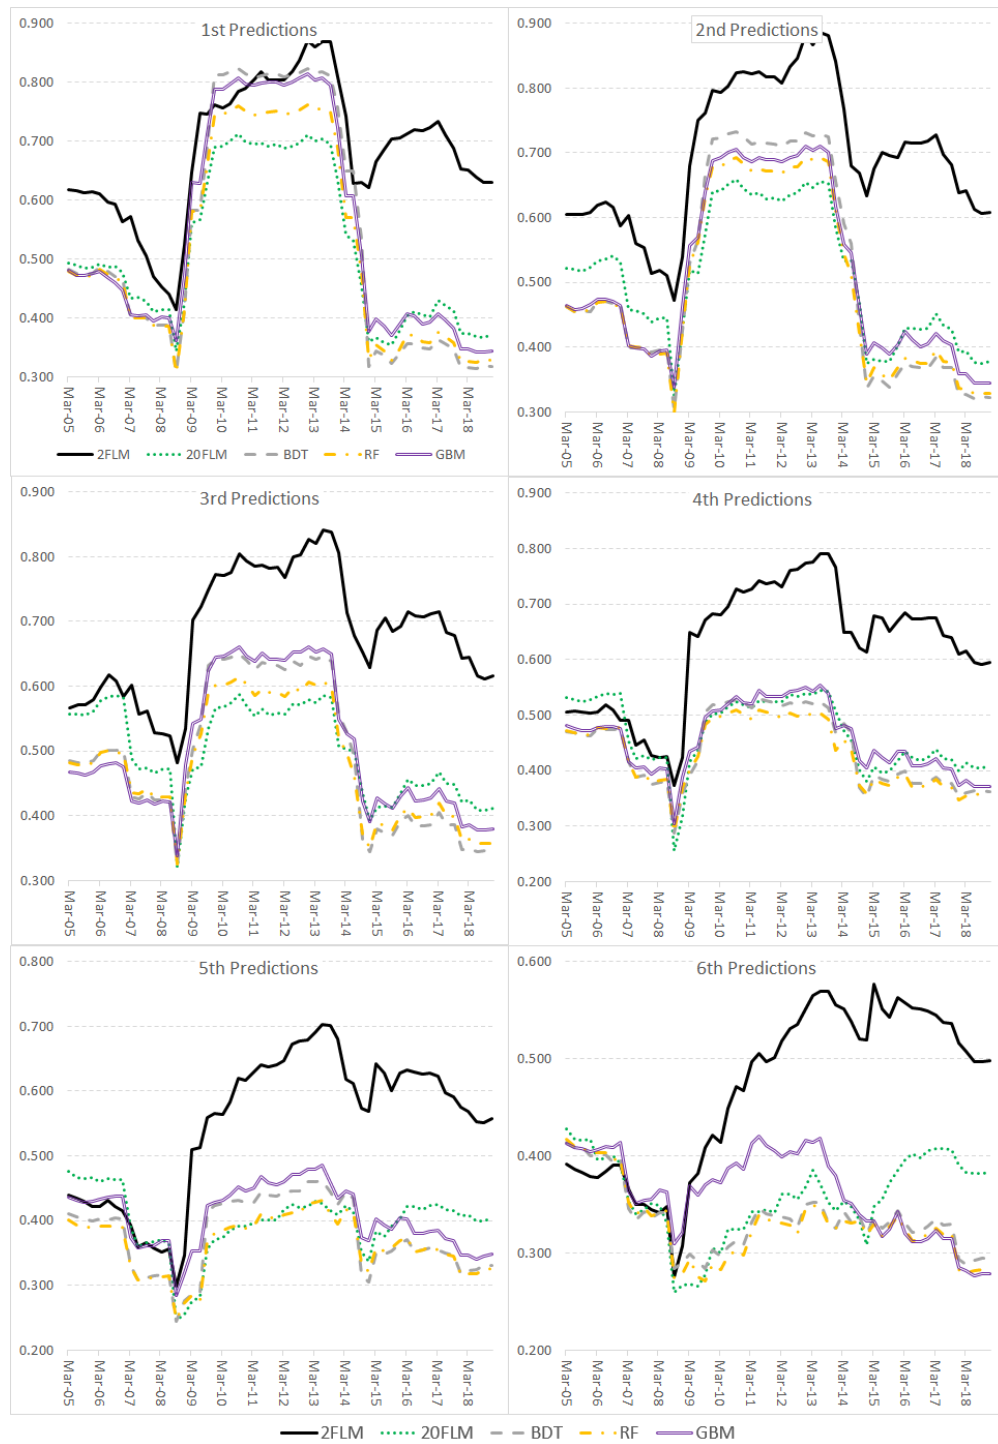 1st Predictions
0.900
0.800
0.700
0.600
0.500
0.400
0.300
Mar-05
Mar-06
Mar-07
Mar-08
Mar-09
Mar-10
Mar-11
Mar-12
Mar-13
Mar-14
Mar-15
Mar-16
Mar-17
Mar-18
2FLM 20FLM BDT RF GBM
2nd Predictions
0.900
0.800
0.700
0.600
0.500
0.400
0.300
Mar-05
Mar-06
Mar-07
Mar-08
Mar-09
Mar-10
Mar-11
Mar-12
Mar-13
Mar-14
Mar-15
Mar-16
Mar-17
Mar-18
3rd Predictions
0.900
0.800
0.700
0.600
0.500
0.400
0.300
Mar-05
Mar-06
Mar-07
Mar-08
Mar-09
Mar-10
Mar-11
Mar-12
Mar-13
Mar-14
Mar-15
Mar-16
Mar-17
Mar-18
4th Predictions
0.900
0.800
0.700
0.600
0.500
0.400
0.300
0.200
Mar-05
Mar-06
Mar-07
Mar-08
Mar-09
Mar-10
Mar-11
Mar-12
Mar-13
Mar-14
Mar-15
Mar-16
Mar-17
Mar-18
5th Predictions
0.800
0.700
0.600
0.500
0.400
0.300
0.200
Mar-05
Mar-06
Mar-07
Mar-08
Mar-09
Mar-10
Mar-11
Mar-12
Mar-13
Mar-14
Mar-15
Mar-16
Mar-17
Mar-18
6th Predictions
0.600
0.500
0.400
0.300
0.200
Mar-05
Mar-06
Mar-07
Mar-08
Mar-09
Mar-10
Mar-11
Mar-12
Mar-13
Mar-14
Mar-15
Mar-16
Mar-17
Mar-18
2FLM 20FLM BDT RF GBM